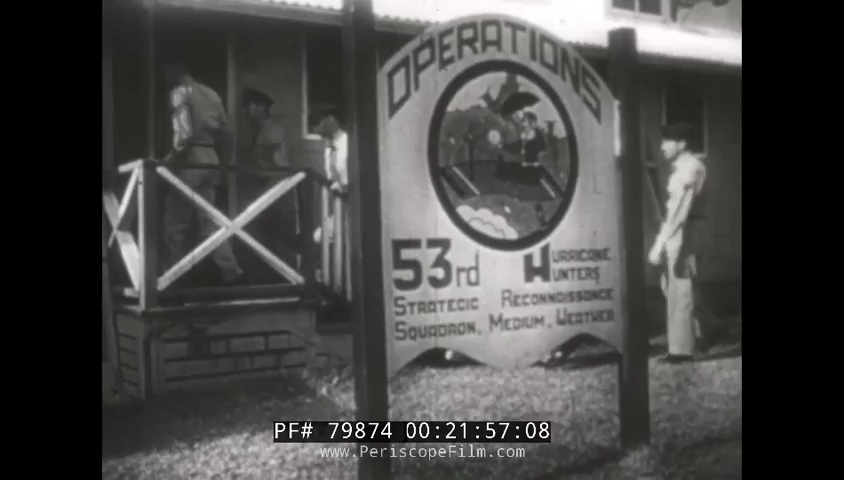 OPERATIONS
53rd HURRICANE HUNTERS
STRATEGIC RECONNAISSANCE
SQUADRON, MEDIUM, WEATHER
PF# 79874 00:21:57:08
www.PeriscopeFilm.com